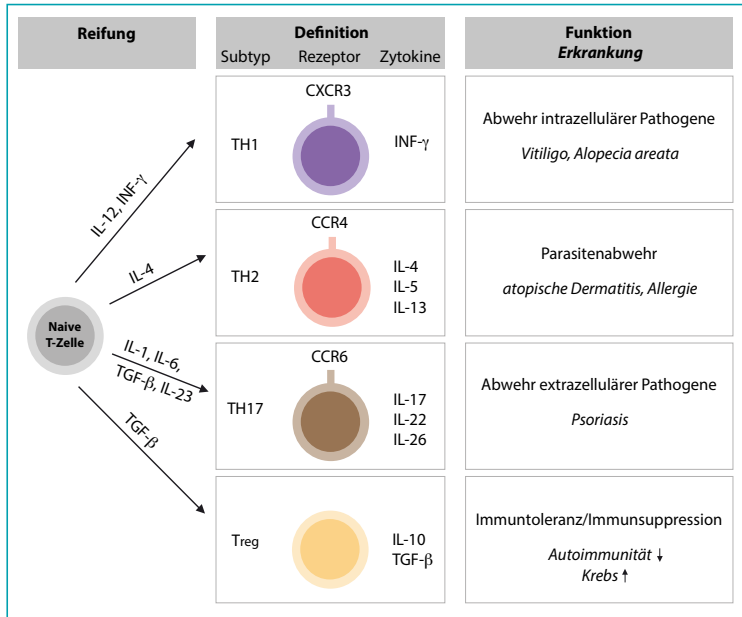 Reifung
Definition
Subtyp Rezeptor Zytokine
Funktion
Erkrankung
Naive
T-Zelle
IL-12, INF-γ
IL-4
IL-1, IL-6,
TGF-β, IL-23
TGF-β
CXCR3
TH1
INF-γ
Abwehr intrazellulärer Pathogene
Vitiligo, Alopecia areata
CCR4
TH2
IL-4
IL-5
IL-13
Parasitenabwehr
atopische Dermatitis, Allergie
CCR6
TH17
IL-17
IL-22
IL-26
Abwehr extrazellulärer Pathogene
Psoriasis
Treg
IL-10
TGF-β
Immuntoleranz/Immunsuppression
Autoimmunität ↓
Krebs ↑